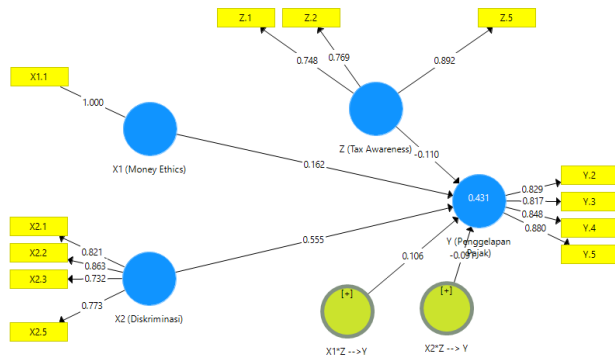 Z.1
Z.2
Z.5
0.748
0.769
0.892
X1.1
1.000
X1 (Money Ethics)
Z (Tax Awareness)
-0.110
0.162
0.431
Y (Penggelapan
Pajak)
0.829
0.817
0.848
0.880
Y.2
Y.3
Y.4
Y.5
X2.1
X2.2
X2.3
X2.5
0.821
0.863
0.732
0.773
X2 (Diskriminasi)
0.555
0.106
[+]
X1*Z -->Y
[+]
X2*Z --> Y